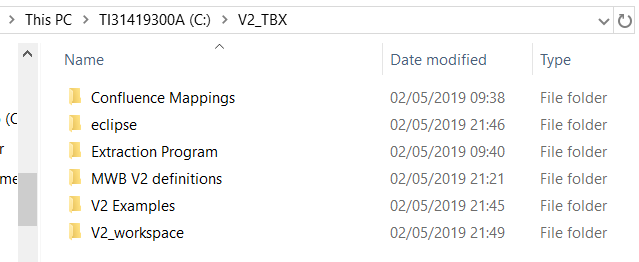 This PC > TI31419300A (C:) > V2_TBX
Name Date modified Type
Confluence Mappings 02/05/2019 09:38 File folder
eclipse 02/05/2019 21:46 File folder
Extraction Program 02/05/2019 09:40 File folder
MWB V2 definitions 02/05/2019 21:21 File folder
V2 Examples 02/05/2019 21:45 File folder
V2_workspace 02/05/2019 21:49 File folder